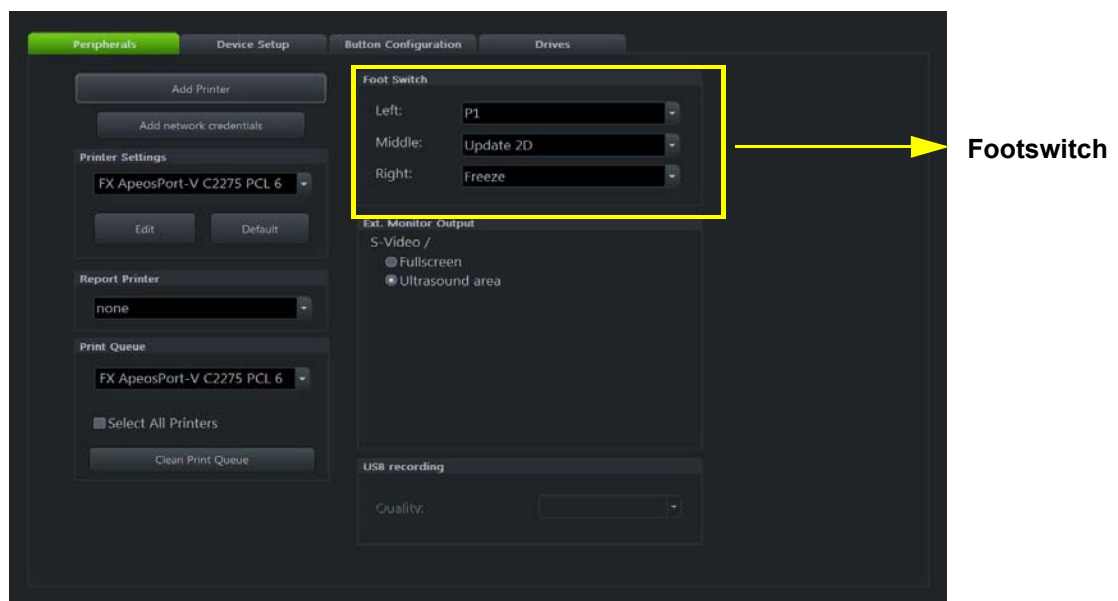 Peripherals
Device Setup
Button Configuration
Drives
Add Printer
Add network credentials
Printer Settings
FX ApeosPort-V C2275 PCL 6
Edit
Default
Report Printer
none
Print Queue
FX ApeosPort-V C2275 PCL 6
Select All Printers
Clean Print Queue
Foot Switch
Left:
P1
Middle:
Update 2D
Right:
Freeze
Ext. Monitor Output
S-Video /
Fullscreen
Ultrasound area
USB recording
Quality:
Footswitch